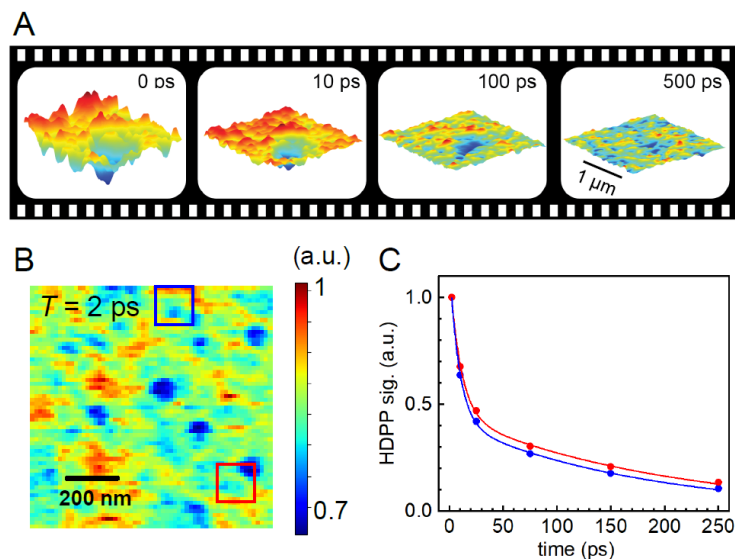 A
0 ps
10 ps
100 ps
500 ps
1 µm
B
(a.u.)
T = 2 ps
1
0.7
200 nm
C
HDPP sig. (a.u.)
1.0
0.5
0.0
0 50 100 150 200 250
time (ps)